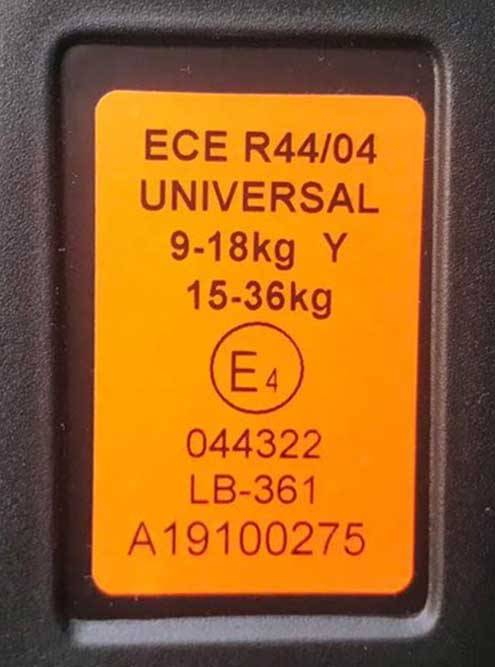 ECE R44/04
UNIVERSAL
9-18kg Y
15-36kg
E4
044322
LB-361
A19100275